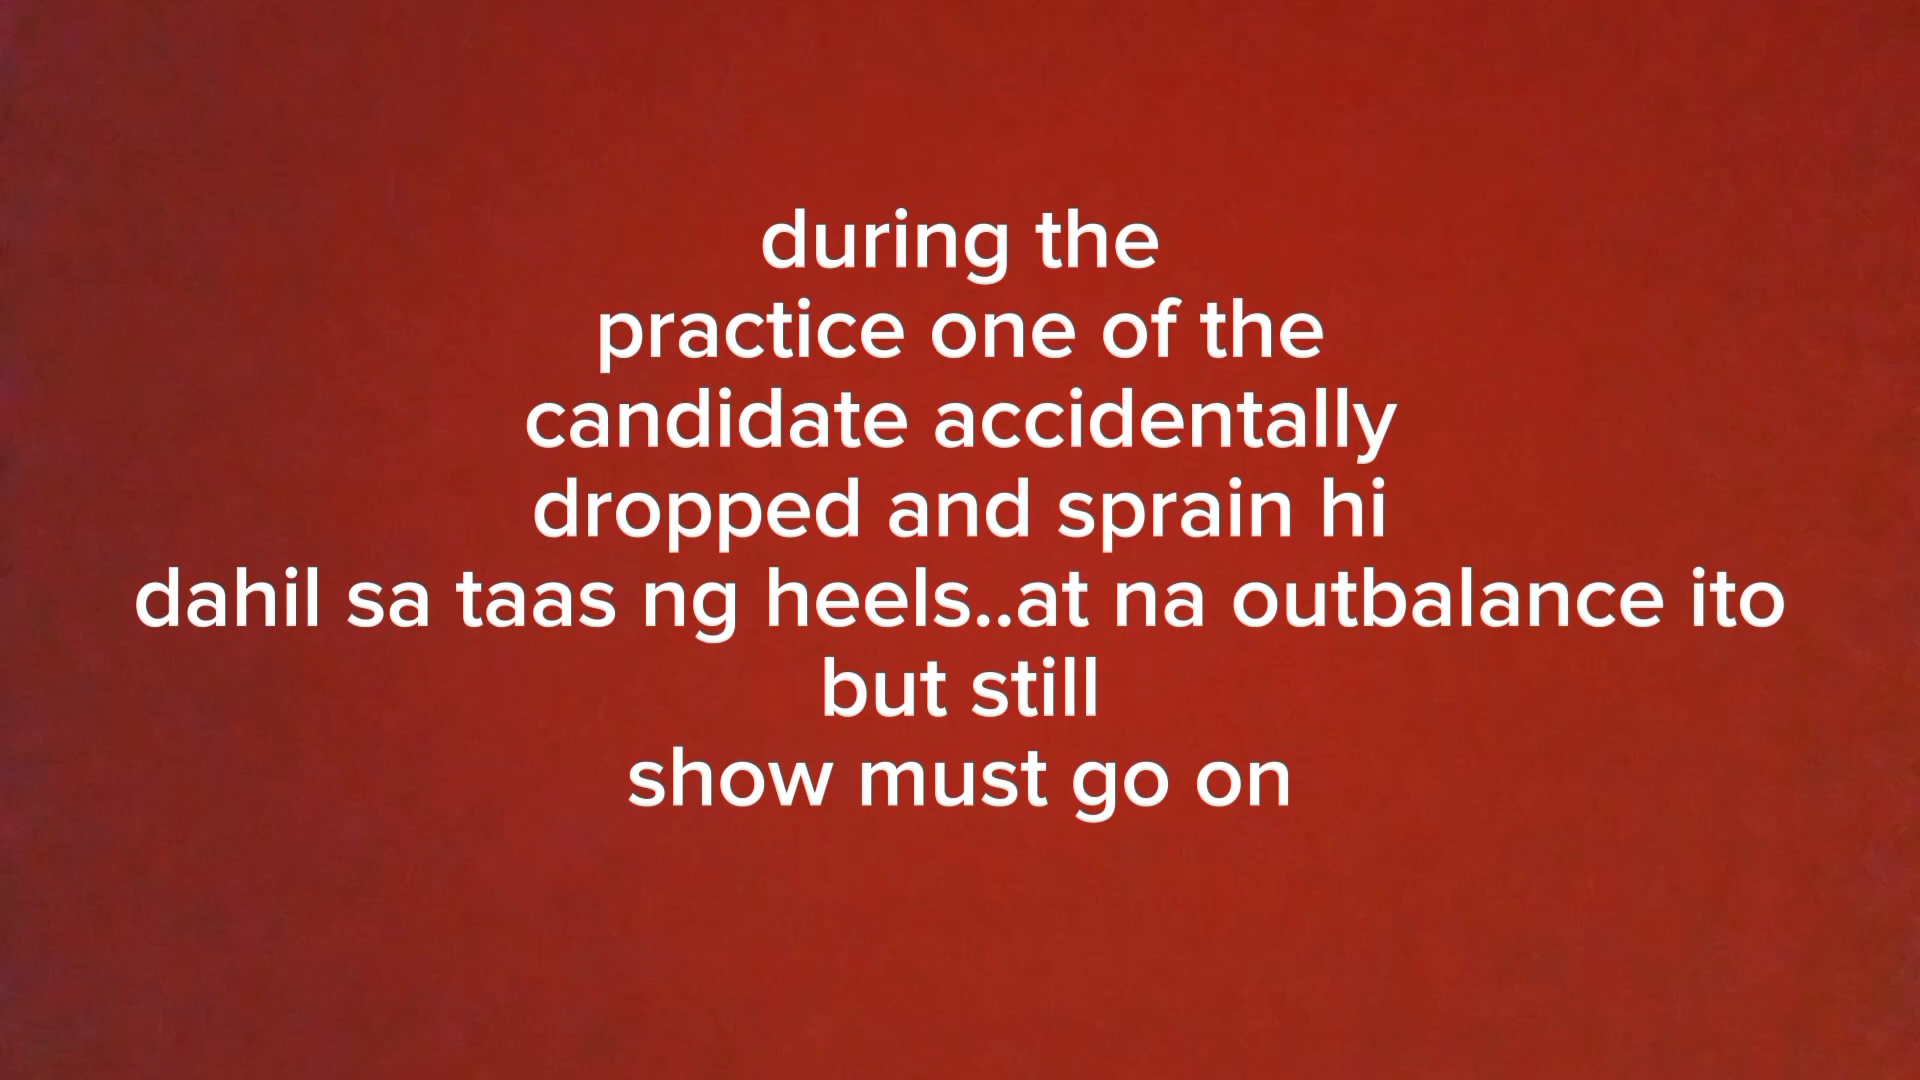 during the
practice one of the
candidate accidentally
dropped and sprain hi
dahil sa taas ng heels..at na outbalance ito
but still
show must go on